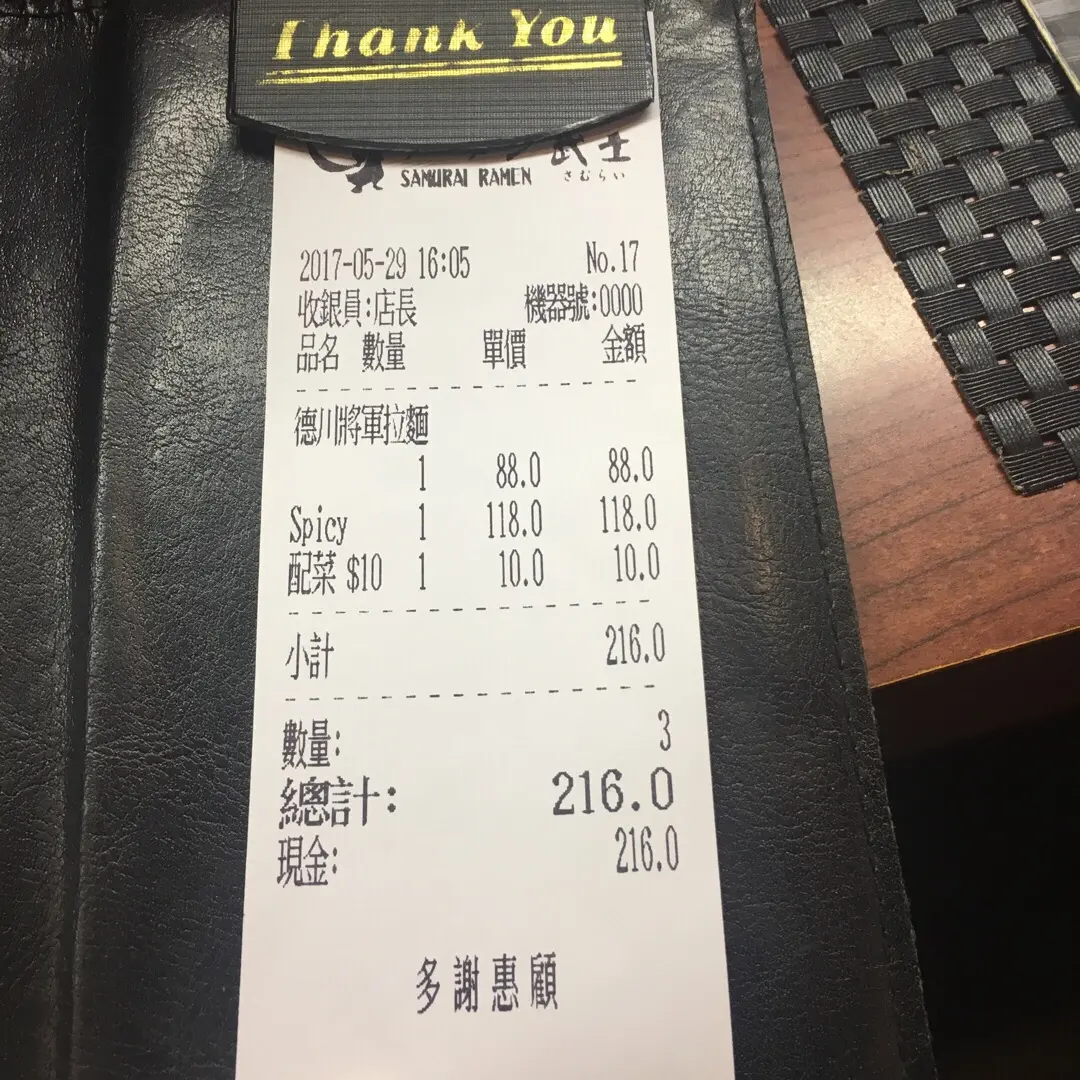 Thank You
武士
SAMURAI RAMEN さむらい
2017-05-29 16:05 No.17
收銀員:店長 機器號:0000
品名 數量 單價 金額
德川將軍拉麵
1 88.0 88.0
Spicy 1 118.0 118.0
配菜 $10 1 10.0 10.0
小計 216.0
數量: 3
總計: 216.0
現金: 216.0
多謝惠顧